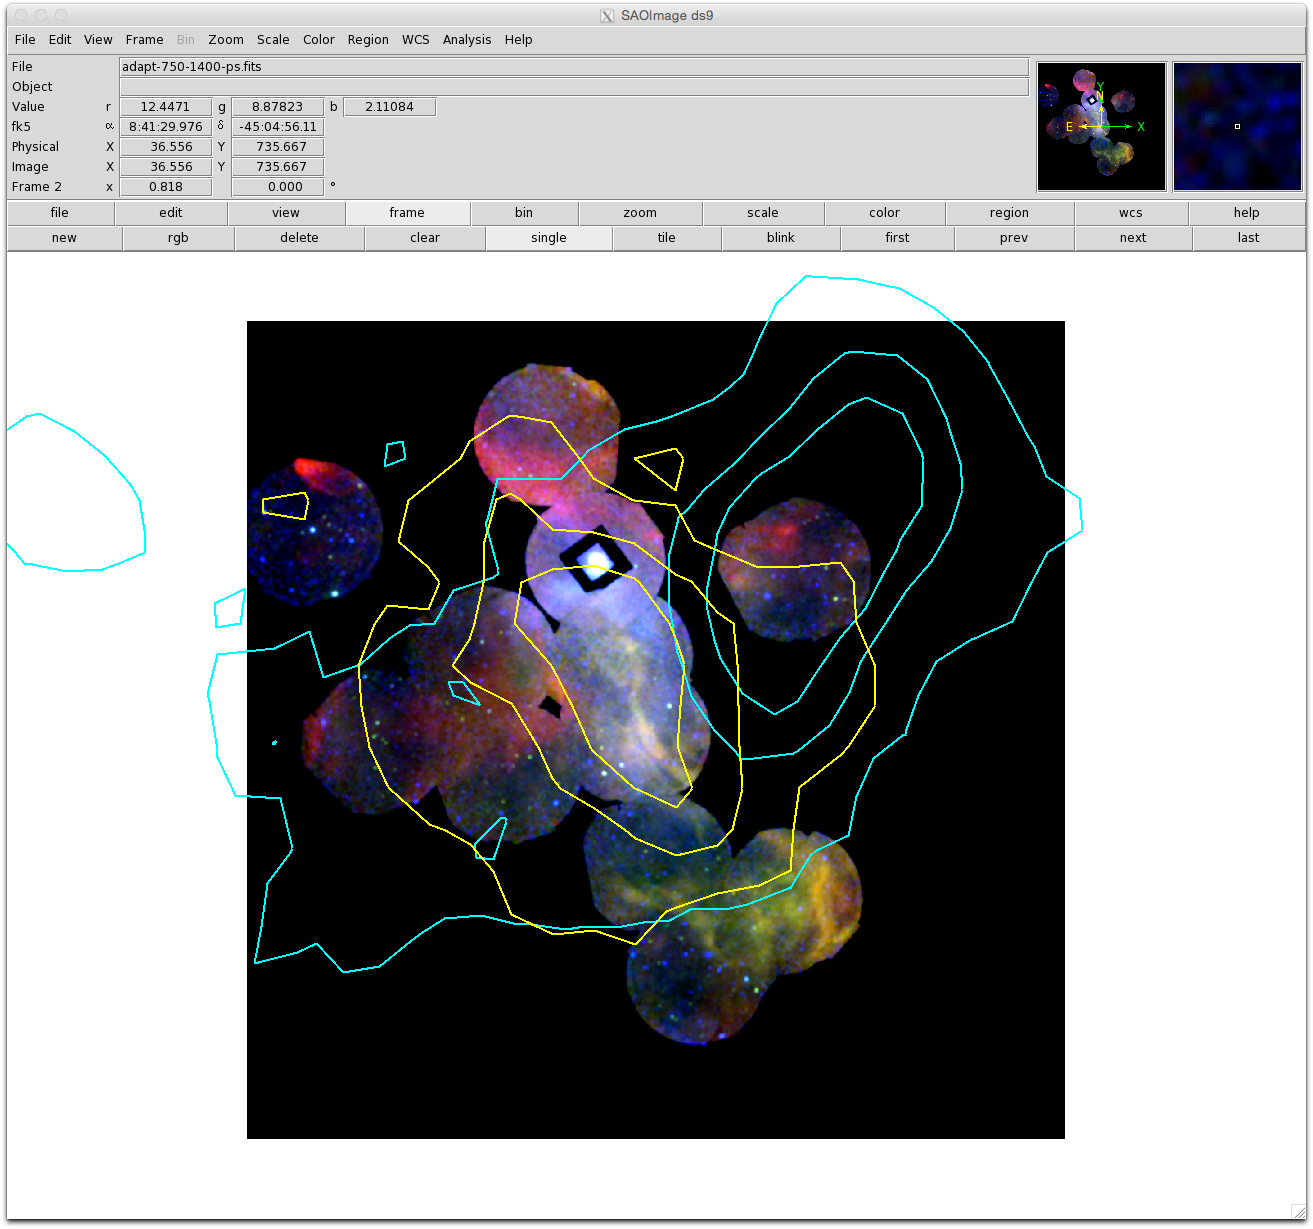 SAOImage ds9
File Edit View Frame Bin Zoom Scale Color Region WCS Analysis Help
File adapt-750-1400-ps.fits
Object
Value r 12.4471 g 8.87823 b 2.11084
fk5 α 8:41:29.976 δ -45:04:56.11
Physical X 36.556 Y 735.667
Image X 36.556 Y 735.667
Frame 2 x 0.818 0.000 °
Y
N
E X
file edit view frame bin zoom scale color region wcs help
new rgb delete clear single tile blink first prev next last